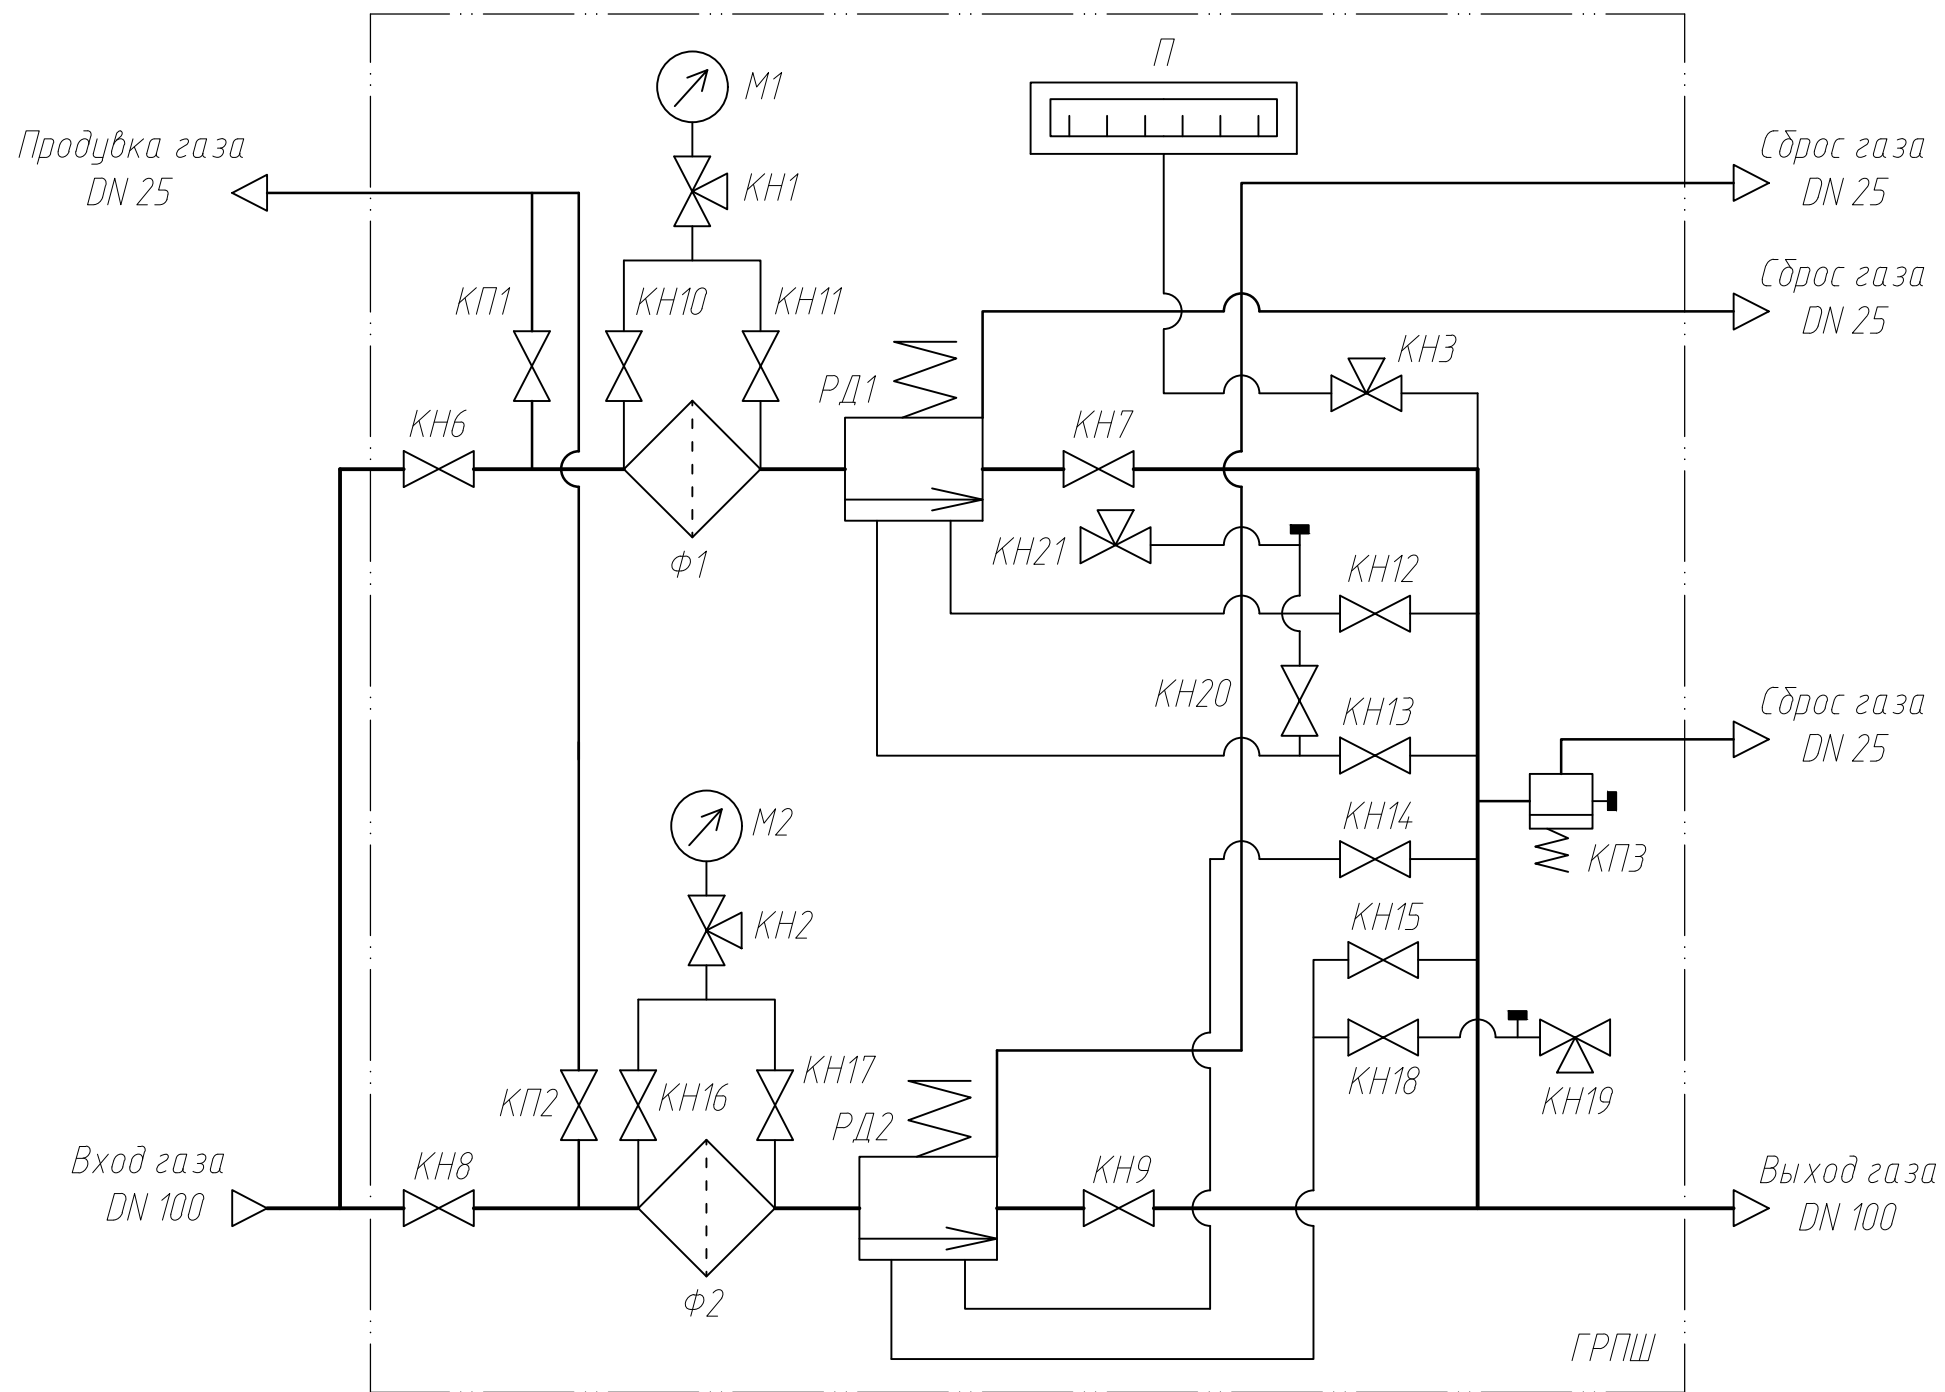 П
М1
Продувка газа
DN 25
Сброс газа
DN 25
КН1
Сброс газа
DN 25
КП1
КН10
КН11
КН3
РД1
КН6
КН7
Ф1
КН21
КН12
КН20
КН13
Сброс газа
DN 25
М2
КН14
КП3
КН2
КН15
КН17
КП2
КН16
КН18
КН19
РД2
Вход газа
DN 100
КН8
КН9
Выход газа
DN 100
Ф2
ГРПШ